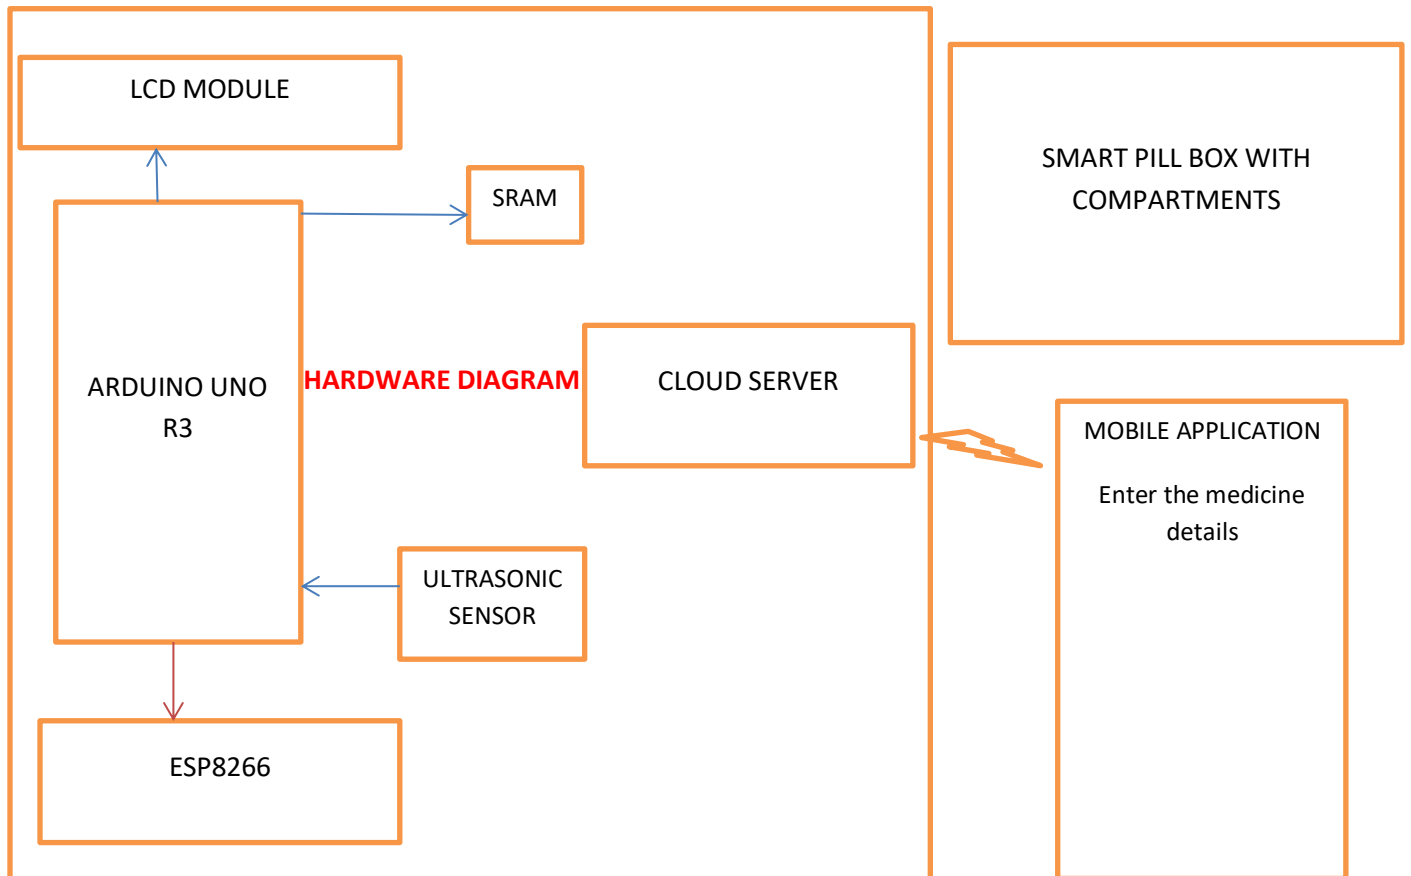 LCD MODULE
SRAM
SMART PILL BOX WITH
COMPARTMENTS
ARDUINO UNO
R3
HARDWARE DIAGRAM
CLOUD SERVER
MOBILE APPLICATION
Enter the medicine
details
ULTRASONIC
SENSOR
ESP8266